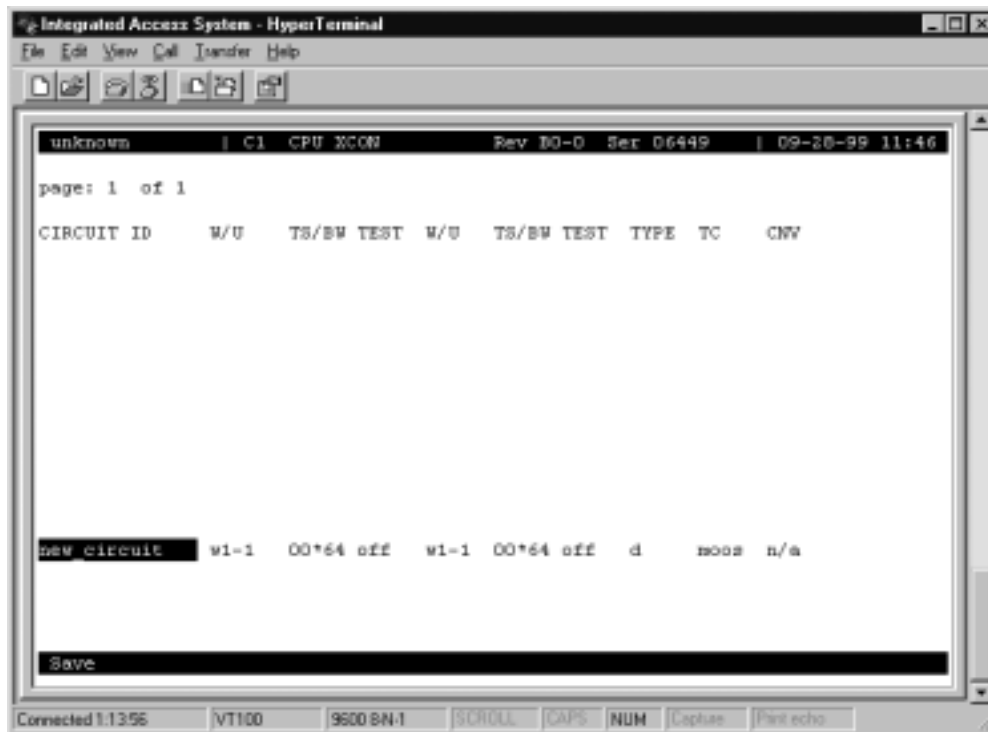 Integrated Access System - HyperTerminal
File Edit View Call Transfer Help
unknown | C1 CPU XCON Rev B0-0 Ser 06449 | 09-28-99 11:46
page: 1 of 1
CIRCUIT ID W/U TS/BW TEST W/U TS/BW TEST TYPE TC CNV
new_circuit w1-1 00*64 off w1-1 00*64 off d moos n/a
Save
Connected 1:13:56 VT100 9600 8-N-1 SCROLL CAPS NUM Capture Print echo